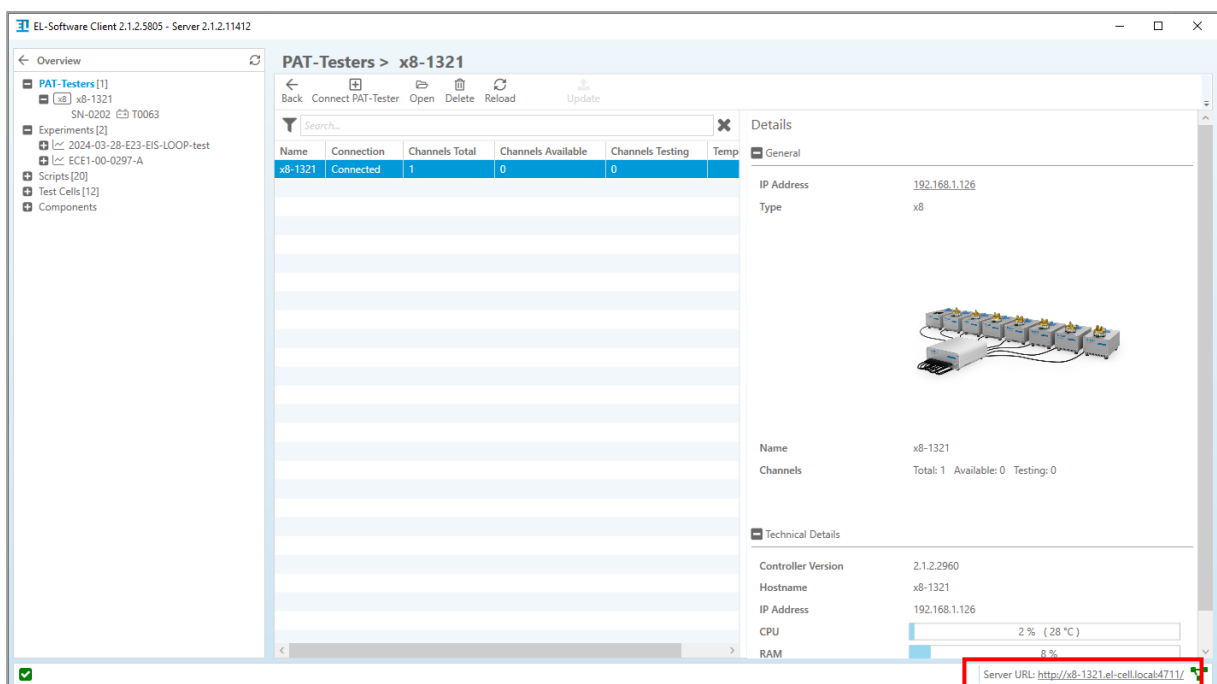 EL-Software Client 2.1.2.5805 - Server 2.1.2.11412
Overview
PAT-Testers [1]
x8 x8-1321
SN-0202 T0063
Experiments [2]
2024-03-28-E23-EIS-LOOP-test
ECE1-00-0297-A
Scripts [20]
Test Cells [12]
Components
PAT-Testers > x8-1321
Back Connect PAT-Tester Open Delete Reload Update
Search...
Name Connection Channels Total Channels Available Channels Testing Temp
x8-1321 Connected 1 0 0
Details
General
IP Address 192.168.1.126
Type x8
Name x8-1321
Channels Total: 1 Available: 0 Testing: 0
Technical Details
Controller Version 2.1.2.2960
Hostname x8-1321
IP Address 192.168.1.126
CPU 2 % ( 28 °C )
RAM 8 %
Server URL: http://x8-1321.el-cell.local:4711/